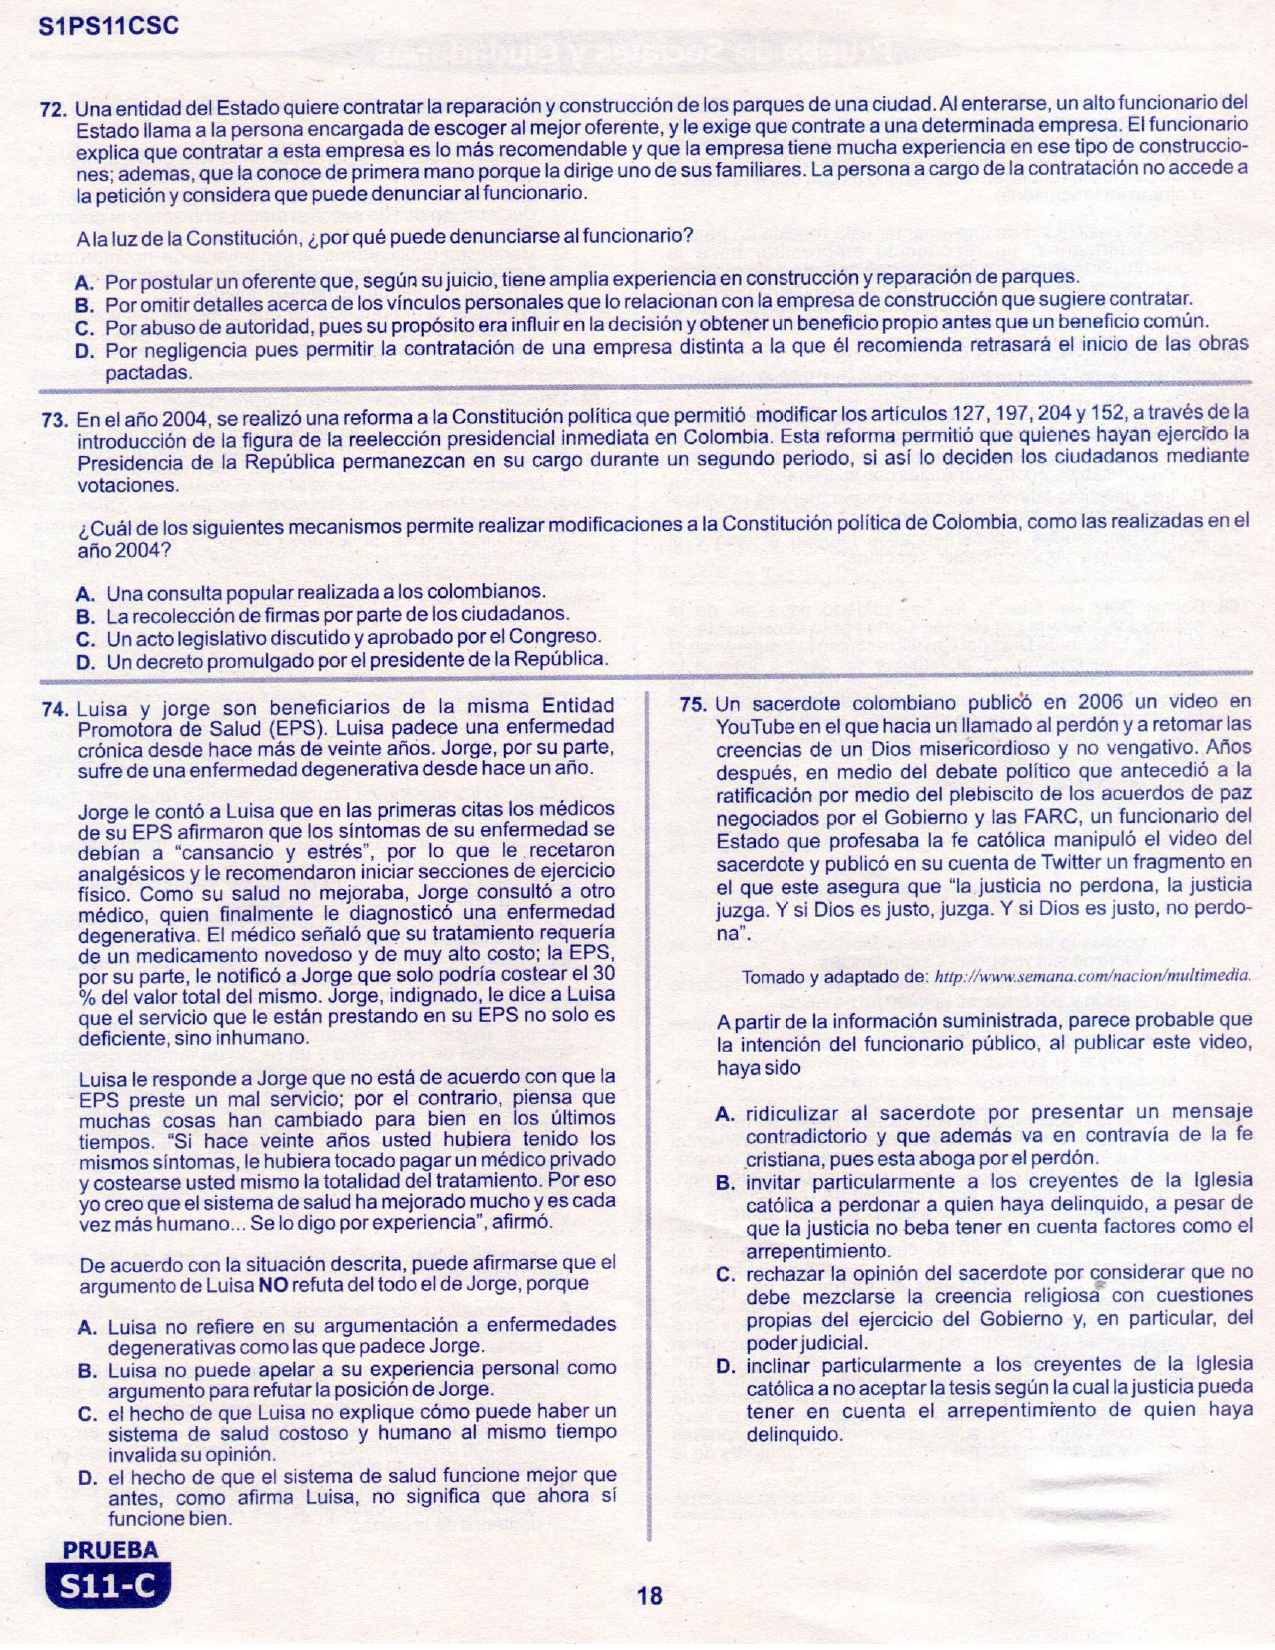 S1PS11CSC
72. Una entidad del Estado quiere contratar la reparación y construcción de los parques de una ciudad. Al enterarse, un alto funcionario del
Estado llama a la persona encargada de escoger al mejor oferente, y le exige que contrate a una determinada empresa. El funcionario
explica que contratar a esta empresa es lo más recomendable y que la empresa tiene mucha experiencia en ese tipo de construccio-
nes; ademas, que la conoce de primera mano porque la dirige uno de sus familiares. La persona a cargo de la contratación no accede a
la petición y considera que puede denunciar al funcionario.
A la luz de la Constitución, ¿por qué puede denunciarse al funcionario?
A. Por postular un oferente que, según su juicio, tiene amplia experiencia en construcción y reparación de parques.
B. Por omitir detalles acerca de los vínculos personales que lo relacionan con la empresa de construcción que sugiere contratar.
C. Por abuso de autoridad, pues su propósito era influir en la decisión y obtener un beneficio propio antes que un beneficio común.
D. Por negligencia pues permitir la contratación de una empresa distinta a la que él recomienda retrasará el inicio de las obras
pactadas.
73. En el año 2004, se realizó una reforma a la Constitución política que permitió modificar los artículos 127, 197, 204 y 152, a través de la
introducción de la figura de la reelección presidencial inmediata en Colombia. Esta reforma permitió que quienes hayan ejercido la
Presidencia de la República permanezcan en su cargo durante un segundo periodo, si así lo deciden los ciudadanos mediante
votaciones.
¿Cuál de los siguientes mecanismos permite realizar modificaciones a la Constitución política de Colombia, como las realizadas en el
año 2004?
A. Una consulta popular realizada a los colombianos.
B. La recolección de firmas por parte de los ciudadanos.
C. Un acto legislativo discutido y aprobado por el Congreso.
D. Un decreto promulgado por el presidente de la República.
74. Luisa y jorge son beneficiarios de la misma Entidad
Promotora de Salud (EPS). Luisa padece una enfermedad
crónica desde hace más de veinte años. Jorge, por su parte,
sufre de una enfermedad degenerativa desde hace un año.
Jorge le contó a Luisa que en las primeras citas los médicos
de su EPS afirmaron que los síntomas de su enfermedad se
debían a "cansancio y estrés", por lo que le recetaron
analgésicos y le recomendaron iniciar secciones de ejercicio
físico. Como su salud no mejoraba, Jorge consultó a otro
médico, quien finalmente le diagnosticó una enfermedad
degenerativa. El médico señaló que su tratamiento requería
de un medicamento novedoso y de muy alto costo; la EPS,
por su parte, le notificó a Jorge que solo podría costear el 30
% del valor total del mismo. Jorge, indignado, le dice a Luisa
que el servicio que le están prestando en su EPS no solo es
deficiente, sino inhumano.
Luisa le responde a Jorge que no está de acuerdo con que la
EPS preste un mal servicio; por el contrario, piensa que
muchas cosas han cambiado para bien en los últimos
tiempos. "Si hace veinte años usted hubiera tenido los
mismos síntomas, le hubiera tocado pagar un médico privado
y costearse usted mismo la totalidad del tratamiento. Por eso
yo creo que el sistema de salud ha mejorado mucho y es cada
vez más humano... Se lo digo por experiencia", afirmó.
De acuerdo con la situación descrita, puede afirmarse que el
argumento de Luisa NO refuta del todo el de Jorge, porque
A. Luisa no refiere en su argumentación a enfermedades
degenerativas como las que padece Jorge.
B. Luisa no puede apelar a su experiencia personal como
argumento para refutar la posición de Jorge.
C. el hecho de que Luisa no explique cómo puede haber un
sistema de salud costoso y humano al mismo tiempo
invalida su opinión.
D. el hecho de que el sistema de salud funcione mejor que
antes, como afirma Luisa, no significa que ahora sí
funcione bien.
75. Un sacerdote colombiano publicó en 2006 un video en
YouTube en el que hacia un llamado al perdón y a retomar las
creencias de un Dios misericordioso y no vengativo. Años
después, en medio del debate político que antecedió a la
ratificación por medio del plebiscito de los acuerdos de paz
negociados por el Gobierno y las FARC, un funcionario del
Estado que profesaba la fe católica manipuló el video del
sacerdote y publicó en su cuenta de Twitter un fragmento en
el que este asegura que "la justicia no perdona, la justicia
juzga. Y si Dios es justo, juzga. Y si Dios es justo, no perdo-
na".
Tomado y adaptado de: http://www.semana.com/nacion/multimedia.
A partir de la información suministrada, parece probable que
la intención del funcionario público, al publicar este video,
haya sido
A. ridiculizar al sacerdote por presentar un mensaje
contradictorio y que además va en contravía de la fe
cristiana, pues esta aboga por el perdón.
B. invitar particularmente a los creyentes de la Iglesia
católica a perdonar a quien haya delinquido, a pesar de
que la justicia no beba tener en cuenta factores como el
arrepentimiento.
C. rechazar la opinión del sacerdote por considerar que no
debe mezclarse la creencia religiosa con cuestiones
propias del ejercicio del Gobierno y, en particular, del
poder judicial.
D. inclinar particularmente a los creyentes de la Iglesia
católica a no aceptar la tesis según la cual la justicia pueda
tener en cuenta el arrepentimiento de quien haya
delinquido.
PRUEBA
S11-C
18